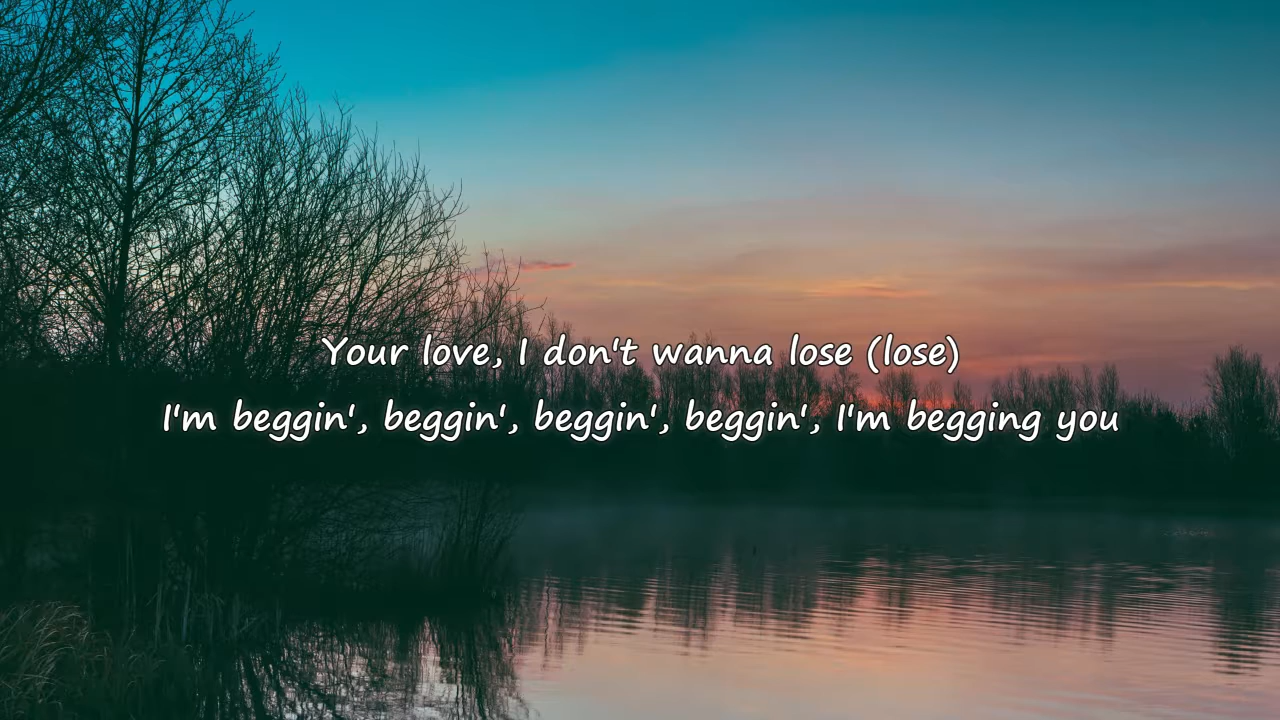 Your love, I don't wanna lose (lose)
I'm beggin', beggin', beggin', beggin', I'm begging you